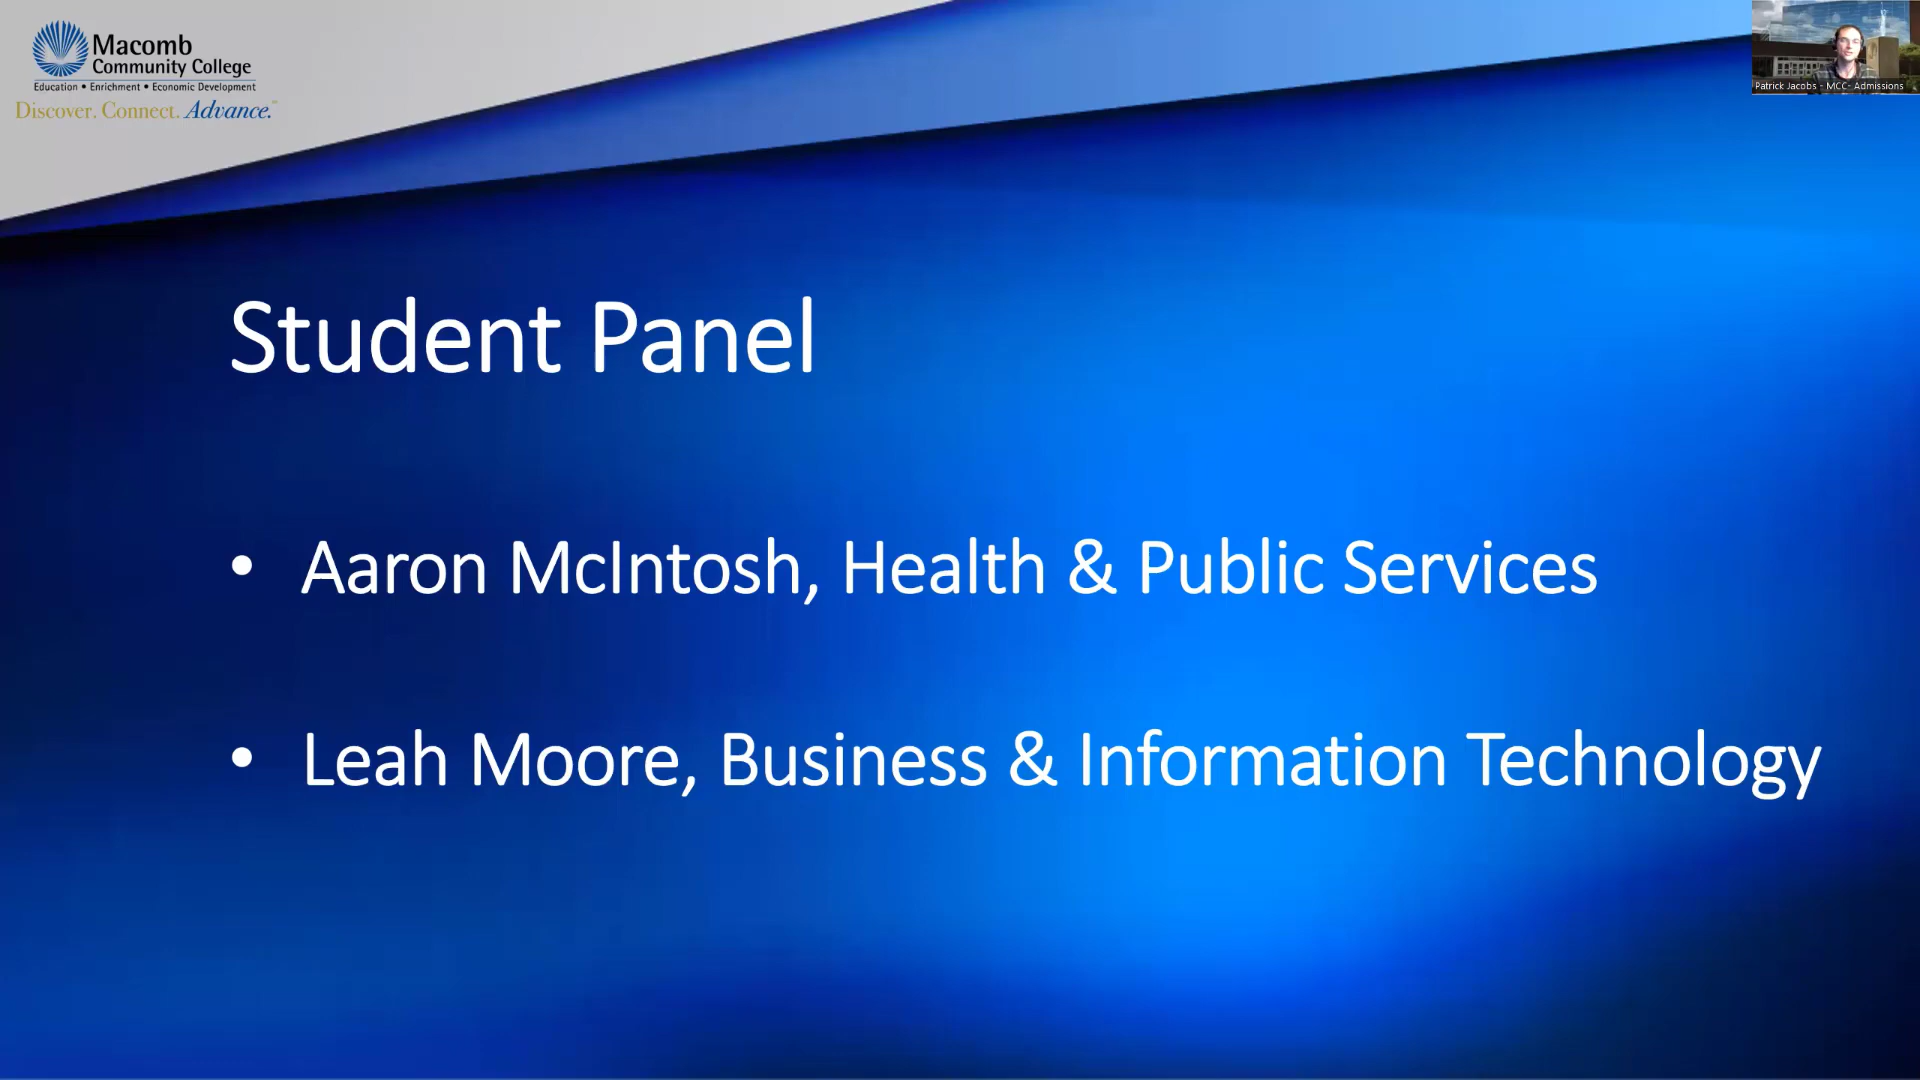 Macomb
Community College
Education • Enrichment • Economic Development
Discover. Connect. Advance.
Patrick Jacobs - MCC- Admissions
Student Panel
• Aaron McIntosh, Health & Public Services
• Leah Moore, Business & Information Technology